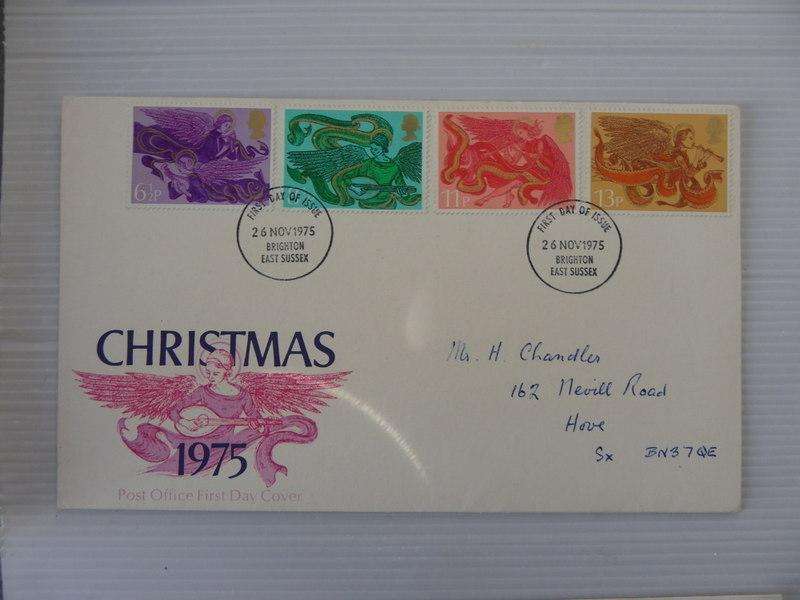 6½P
11P
13P
FIRST DAY OF ISSUE
26 NOV 1975
BRIGHTON
EAST SUSSEX
FIRST DAY OF ISSUE
26 NOV 1975
BRIGHTON
EAST SUSSEX
CHRISTMAS
1975
Post Office First Day Cover
Mr. H. Chandler
162 Nevill Road
Hove
Sx BN3 7QE